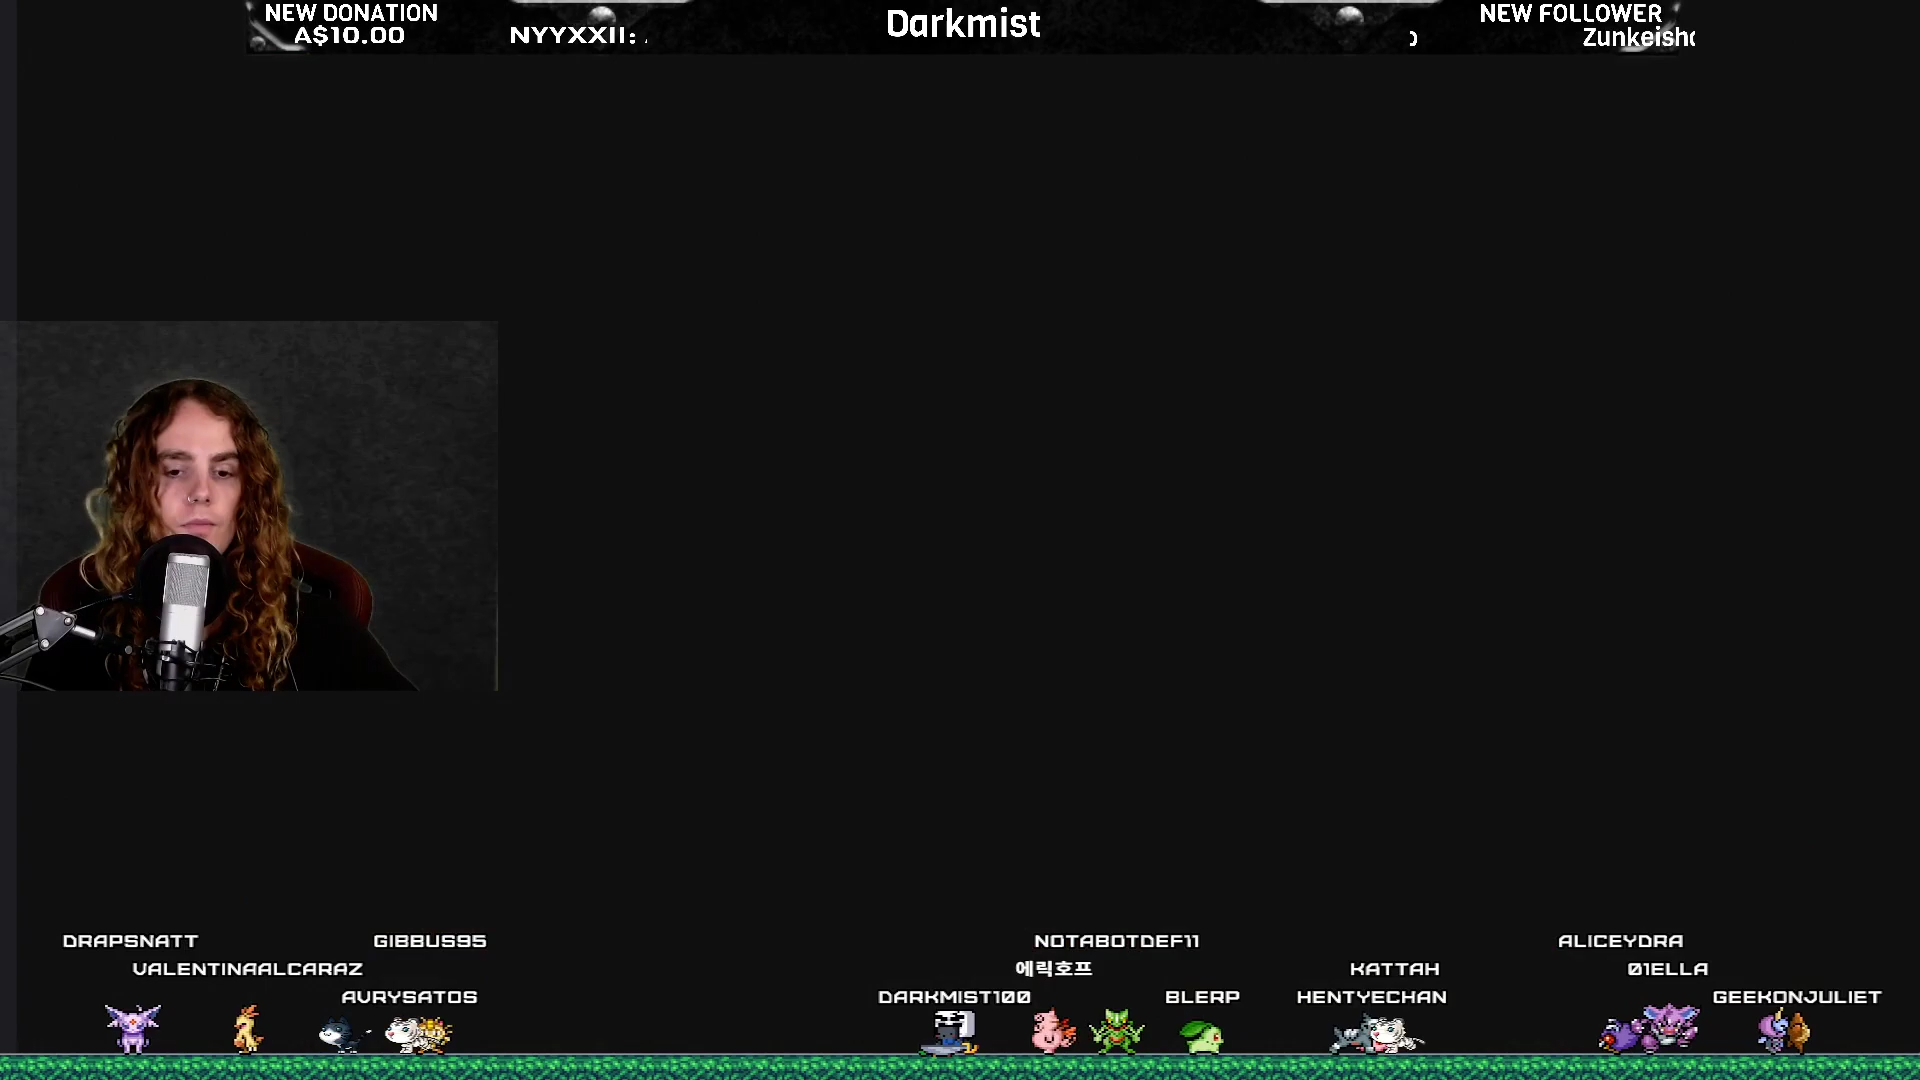 NEW DONATION
A$10.00
NYYXXII:
Darkmist
NEW FOLLOWER
DRAPSNATT
GIBBUS95
VALENTINAALCARAZ
AVRYSATOS
NOTABOTDEF11
에릭호프
DARKMIST100
BLERP
KATTAH
HENTYECHAN
ALICEYDRA
01ELLA
GEEKONJULIET